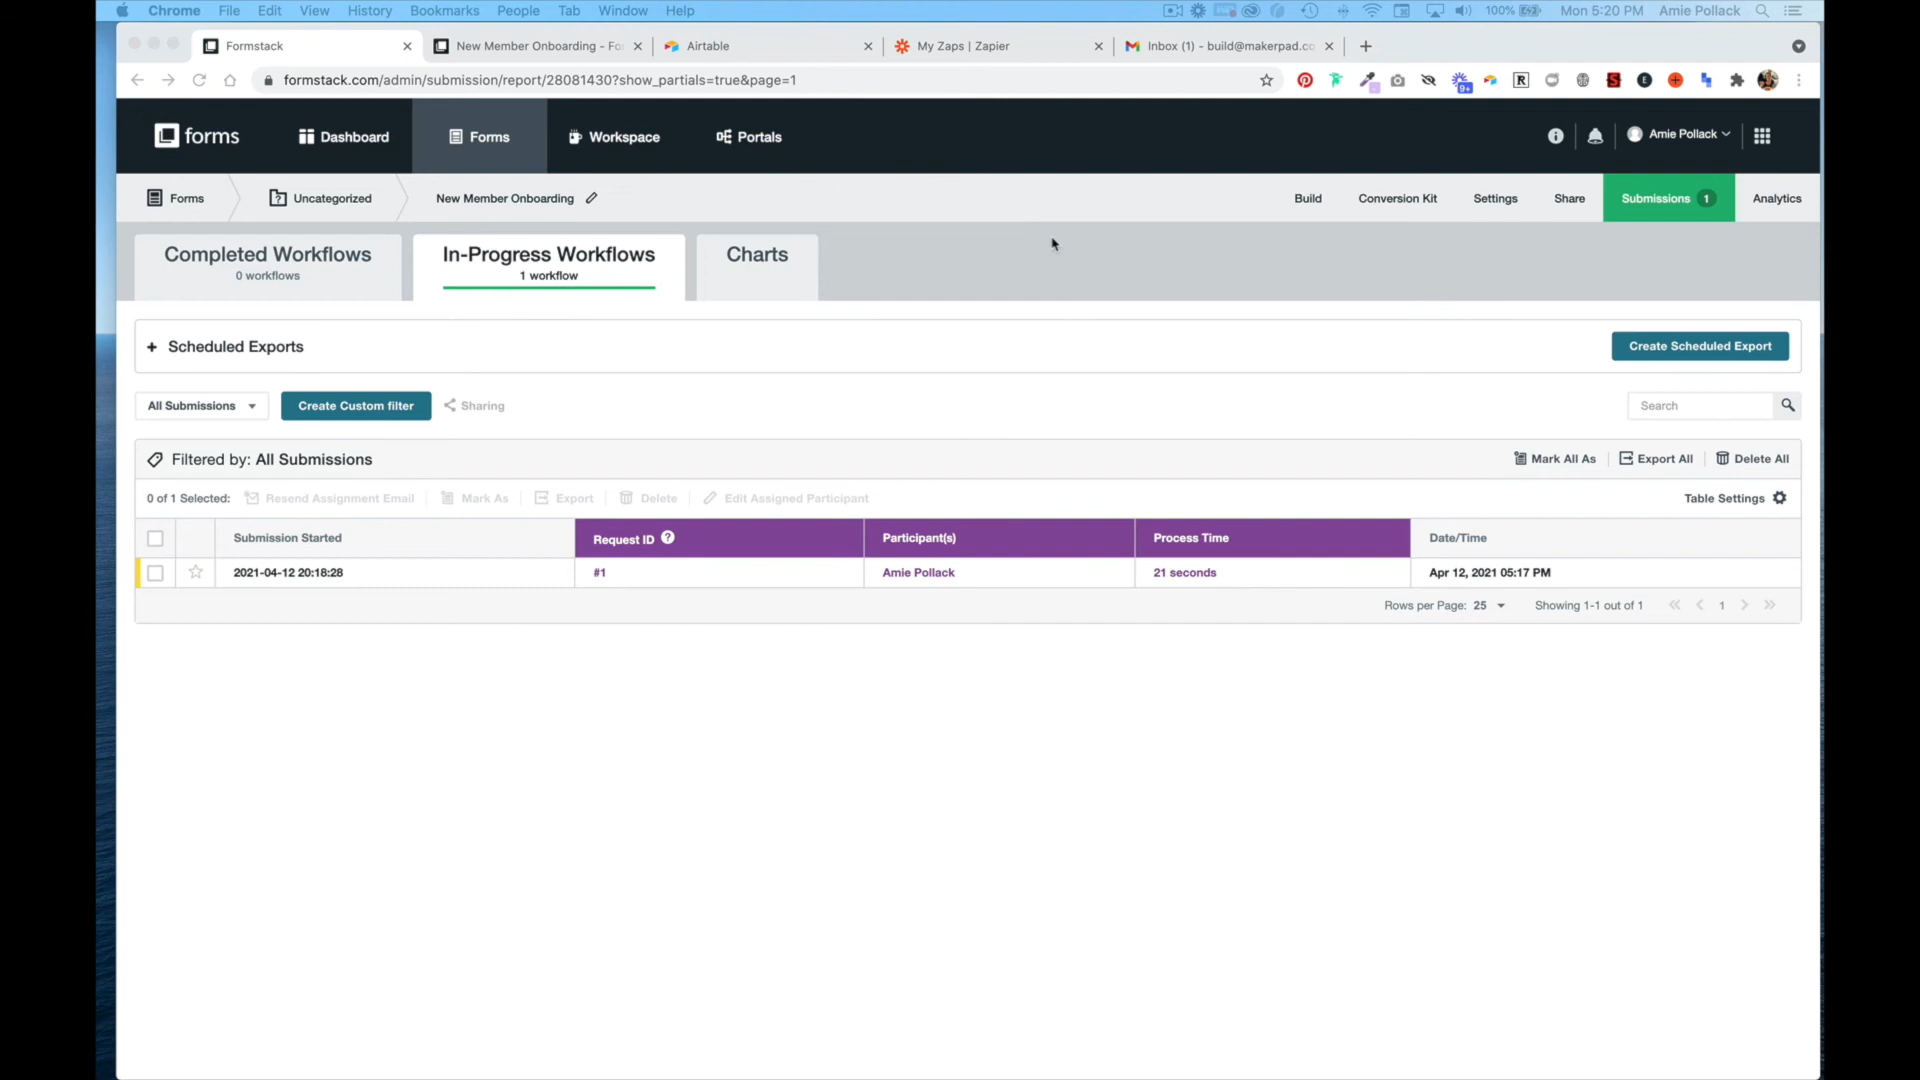 Chrome File Edit View History Bookmarks People Tab Window Help 100% Mon 5:20 PM Amie Pollack
Formstack New Member Onboarding - Fo Airtable My Zaps | Zapier Inbox (1) - build@makerpad.co
formstack.com/admin/submission/report/28081430?show_partials=true&page=1 9+
forms Dashboard Forms Workspace Portals Amie Pollack
Forms Uncategorized New Member Onboarding Build Conversion Kit Settings Share Submissions 1 Analytics
Completed Workflows In-Progress Workflows Charts
0 workflows 1 workflow
+ Scheduled Exports Create Scheduled Export
All Submissions Create Custom filter Sharing Search
Filtered by: All Submissions Mark All As Export All Delete All
0 of 1 Selected: Resend Assignment Email Mark As Export Delete Edit Assigned Participant Table Settings
Submission Started Request ID ? Participant(s) Process Time Date/Time
2021-04-12 20:18:28 #1 Amie Pollack 21 seconds Apr 12, 2021 05:17 PM
Rows per Page: 25 Showing 1-1 out of 1 1